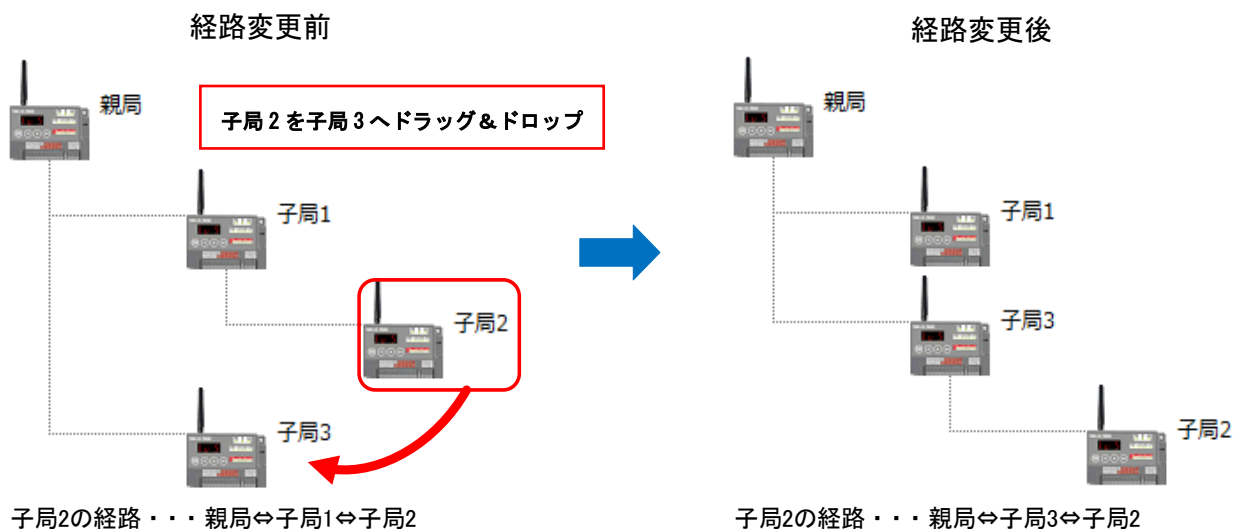 経路変更前
親局
子局2を子局3へドラッグ&ドロップ
子局1
子局2
子局3
子局2の経路・・・親局⇔子局1⇔子局2
経路変更後
親局
子局1
子局3
子局2
子局2の経路・・・親局⇔子局3⇔子局2